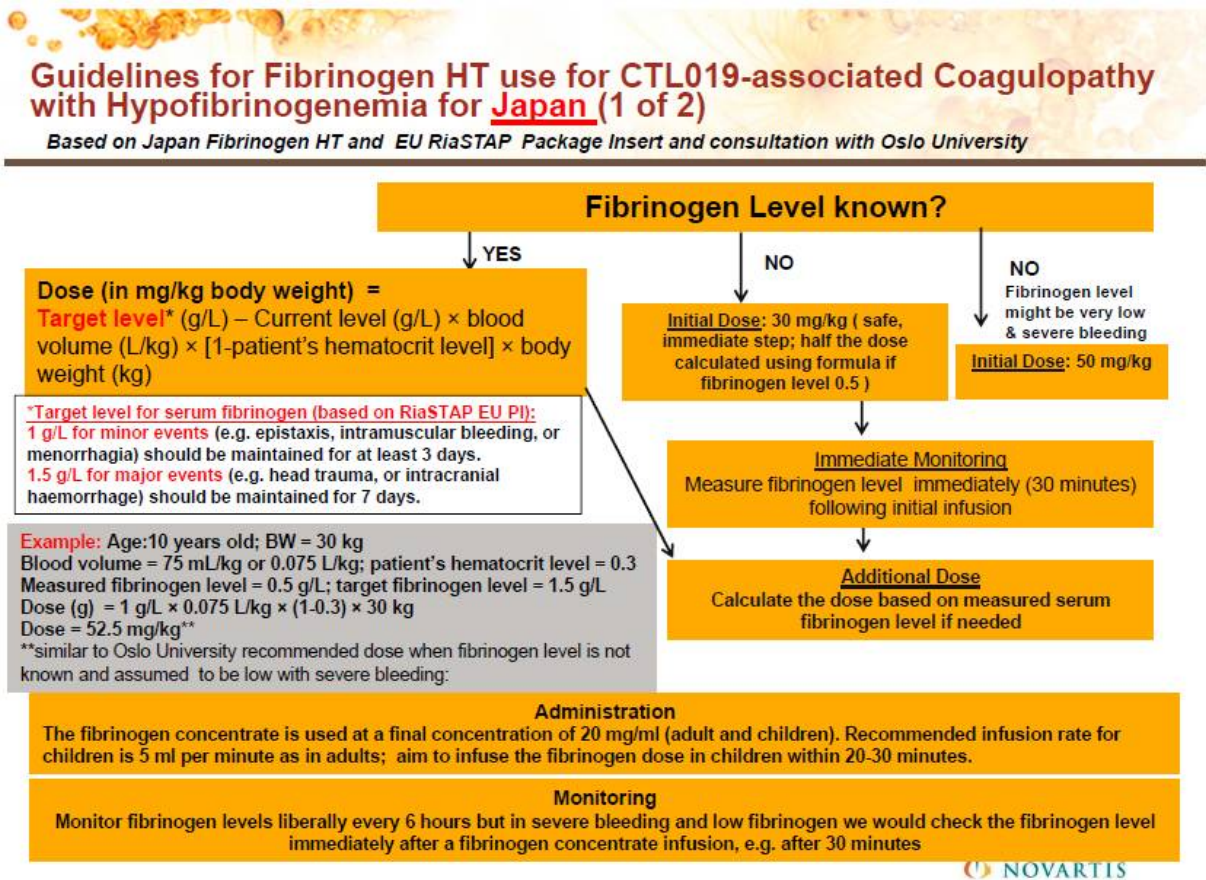 Guidelines for Fibrinogen HT use for CTL019-associated Coagulopathy
with Hypofibrinogenemia for Japan (1 of 2)
Based on Japan Fibrinogen HT and EU RiaSTAP Package Insert and consultation with Oslo University
Fibrinogen Level known?
YES
Dose (in mg/kg body weight) =
Target level* (g/L) – Current level (g/L) × blood
volume (L/kg) × [1-patient's hematocrit level] × body
weight (kg)
*Target level for serum fibrinogen (based on RiaSTAP EU PI):
1 g/L for minor events (e.g. epistaxis, intramuscular bleeding, or
menorrhagia) should be maintained for at least 3 days.
1.5 g/L for major events (e.g. head trauma, or intracranial
haemorrhage) should be maintained for 7 days.
Example: Age:10 years old; BW = 30 kg
Blood volume = 75 mL/kg or 0.075 L/kg; patient's hematocrit level = 0.3
Measured fibrinogen level = 0.5 g/L; target fibrinogen level = 1.5 g/L
Dose (g) = 1 g/L × 0.075 L/kg × (1-0.3) × 30 kg
Dose = 52.5 mg/kg**
**similar to Oslo University recommended dose when fibrinogen level is not
known and assumed to be low with severe bleeding:
NO
Initial Dose: 30 mg/kg ( safe,
immediate step; half the dose
calculated using formula if
fibrinogen level 0.5 )
NO
Fibrinogen level
might be very low
& severe bleeding
Initial Dose: 50 mg/kg
Immediate Monitoring
Measure fibrinogen level immediately (30 minutes)
following initial infusion
Additional Dose
Calculate the dose based on measured serum
fibrinogen level if needed
Administration
The fibrinogen concentrate is used at a final concentration of 20 mg/ml (adult and children). Recommended infusion rate for
children is 5 ml per minute as in adults; aim to infuse the fibrinogen dose in children within 20-30 minutes.
Monitoring
Monitor fibrinogen levels liberally every 6 hours but in severe bleeding and low fibrinogen we would check the fibrinogen level
immediately after a fibrinogen concentrate infusion, e.g. after 30 minutes
NOVARTIS